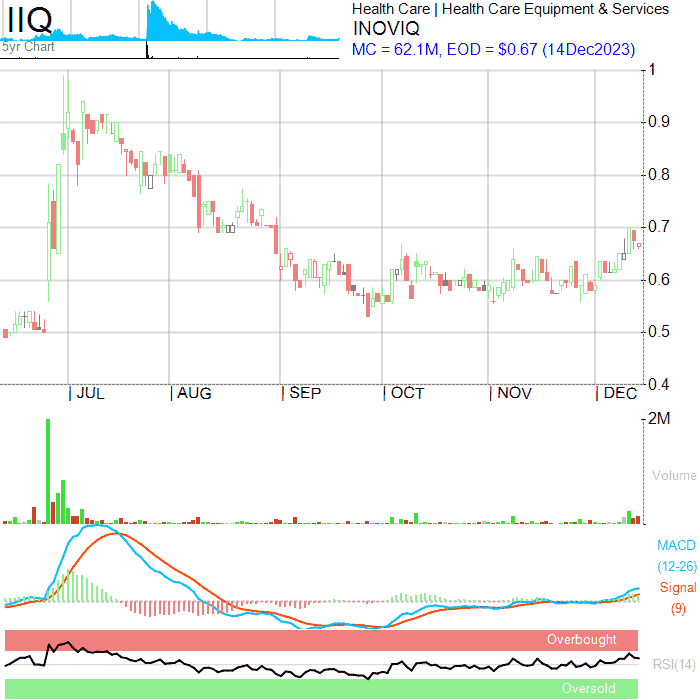 IIQ
5yr Chart
Health Care | Health Care Equipment & Services
INOVIQ
MC = 62.1M, EOD = $0.67 (14Dec2023)
1
0.9
0.8
0.7
0.6
0.5
0.4
| JUL | AUG | SEP | OCT | NOV | DEC
2M
Volume
MACD
(12-26)
Signal
(9)
Overbought
RSI(14)
Oversold